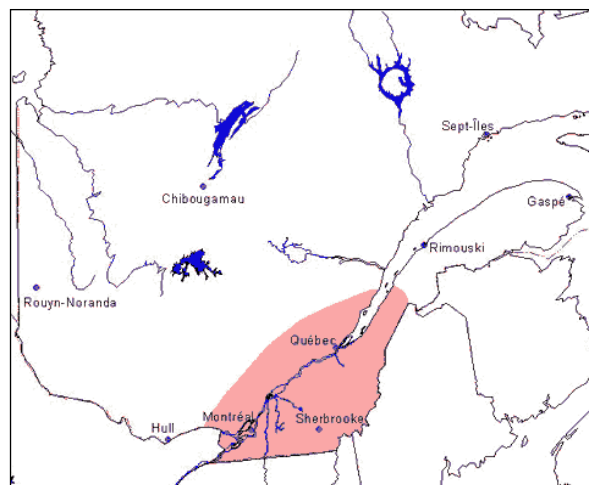 Sept-Îles
Chibougamau
Gaspé
Rimouski
Rouyn-Noranda
Québec
Montréal
Sherbrooke
Hull